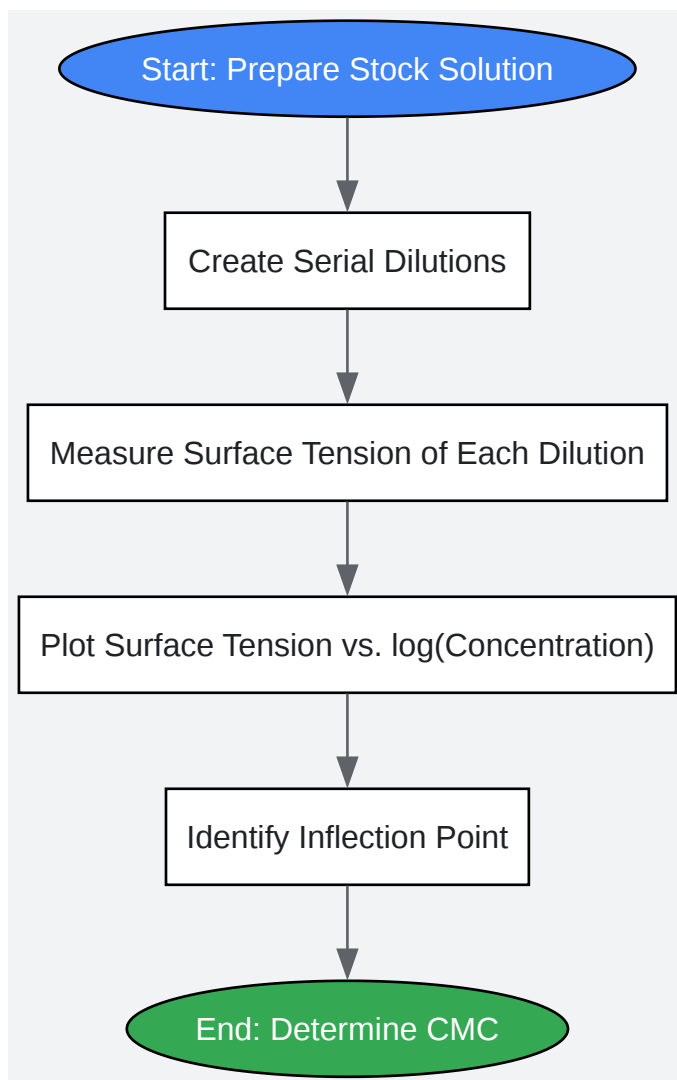 Start: Prepare Stock Solution
Create Serial Dilutions
Measure Surface Tension of Each Dilution
Plot Surface Tension vs. log(Concentration)
Identify Inflection Point
End: Determine CMC